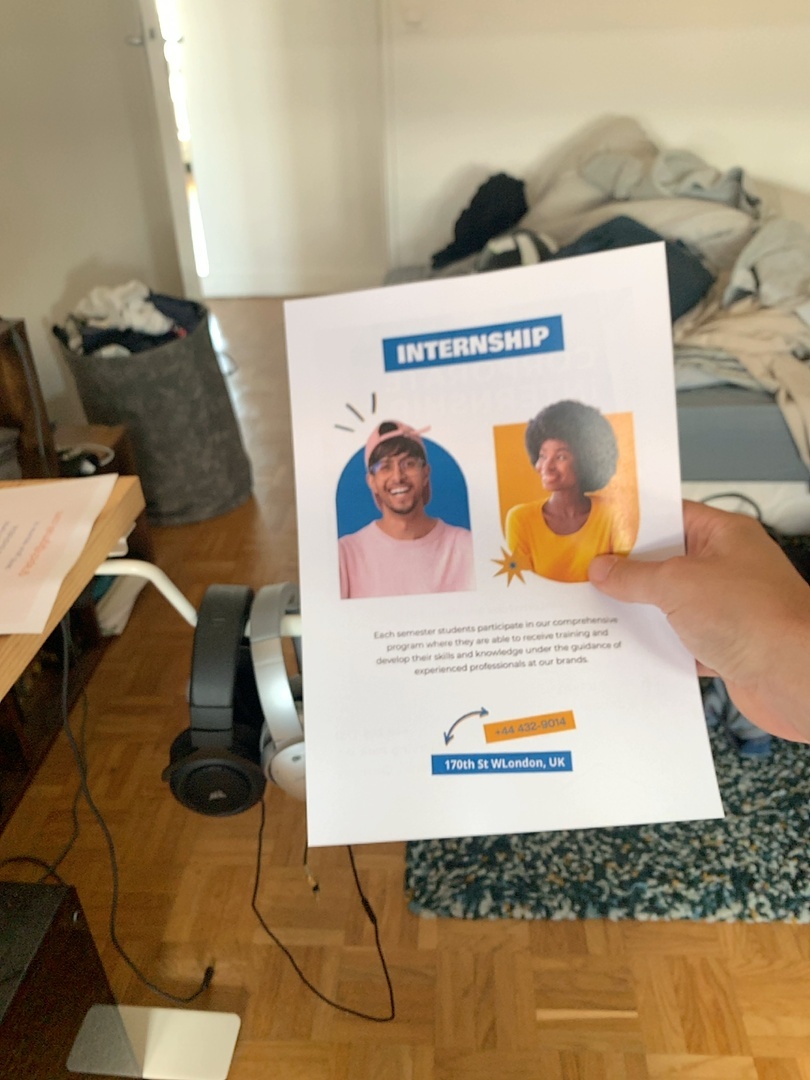 INTERNSHIP
Each semester students participate in our comprehensive
program where they are able to receive training and
develop their skills and knowledge under the guidance of
experienced professionals at our brands.
+44 432-9014
170th St WLondon, UK